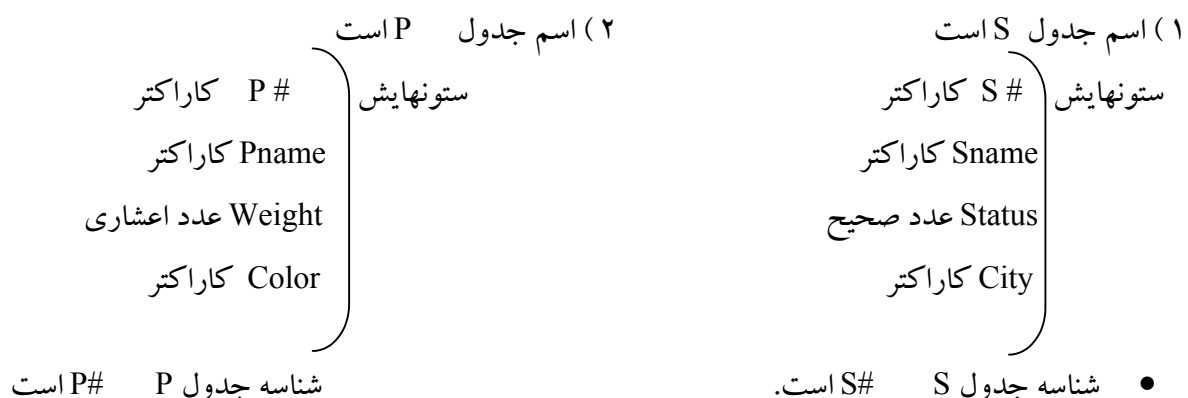 ۱ ) اسم جدول S است
ستونهایش S # کاراکتر
Sname کاراکتر
Status عدد صحیح
City کاراکتر
• شناسه جدول S S# است.
۲ ) اسم جدول P است
ستونهایش P # کاراکتر
Pname کاراکتر
Weight عدد اعشاری
Color کاراکتر
شناسه جدول P P# است